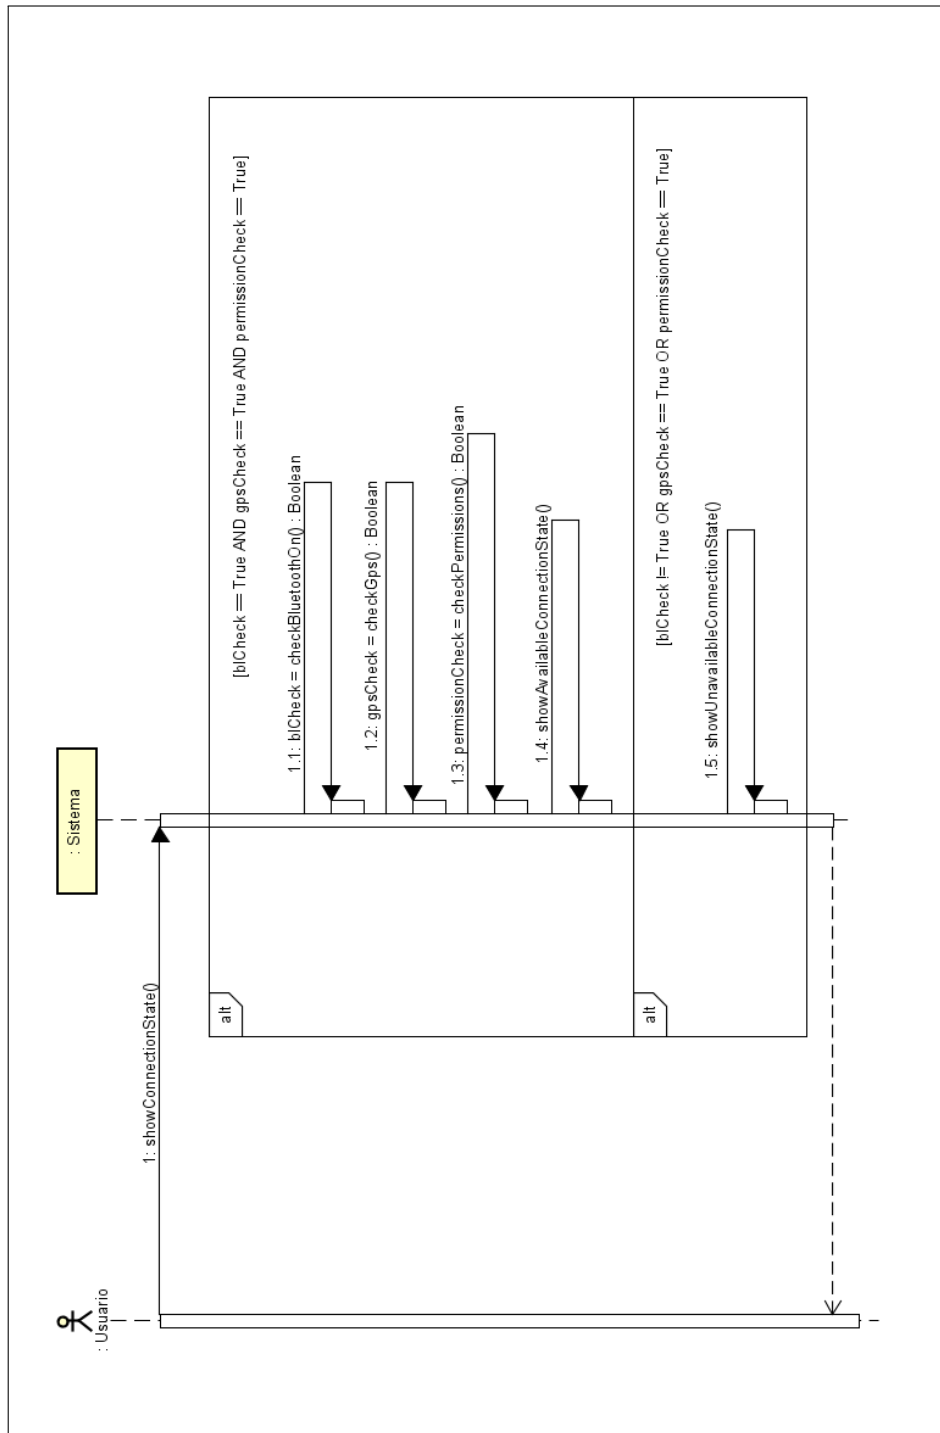 : Usuario
: Sistema
1: showConnectionState()
alt
[blCheck == True AND gpsCheck == True AND permissionCheck == True]
1.1: blCheck = checkBluetoothOn() : Boolean
1.2: gpsCheck = checkGps() : Boolean
1.3: permissionCheck = checkPermissions() : Boolean
1.4: showAvailableConnectionState()
alt
[blCheck != True OR gpsCheck == True OR permissionCheck == True]
1.5: showUnavailableConnectionState()